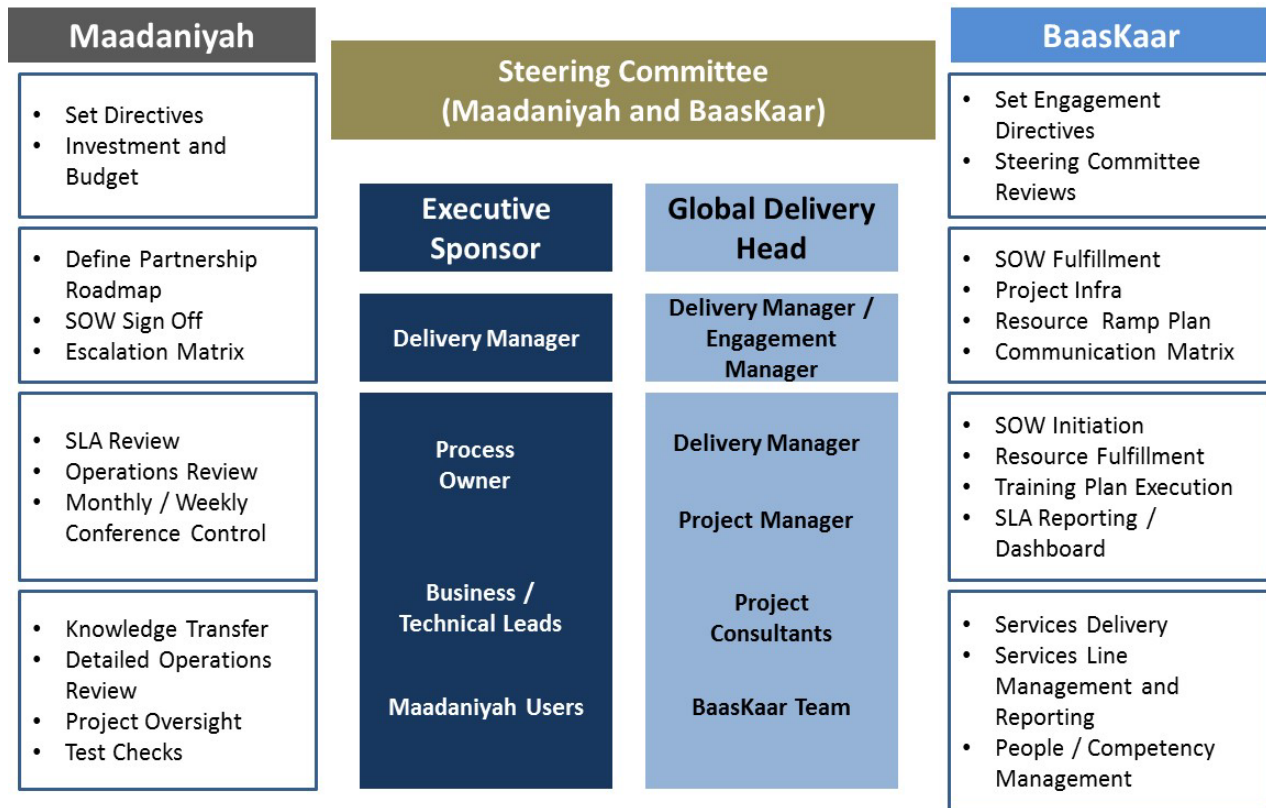 Maadaniyah
• Set Directives
• Investment and
Budget
• Define Partnership
Roadmap
• SOW Sign Off
• Escalation Matrix
• SLA Review
• Operations Review
• Monthly / Weekly
Conference Control
• Knowledge Transfer
• Detailed Operations
Review
• Project Oversight
• Test Checks
Steering Committee
(Maadaniyah and BaasKaar)
Executive
Sponsor
Delivery Manager
Process
Owner
Business /
Technical Leads
Maadaniyah Users
Global Delivery
Head
Delivery Manager /
Engagement
Manager
Delivery Manager
Project Manager
Project
Consultants
BaasKaar Team
BaasKaar
• Set Engagement
Directives
• Steering Committee
Reviews
• SOW Fulfillment
• Project Infra
• Resource Ramp Plan
• Communication Matrix
• SOW Initiation
• Resource Fulfillment
• Training Plan Execution
• SLA Reporting /
Dashboard
• Services Delivery
• Services Line
Management and
Reporting
• People / Competency
Management